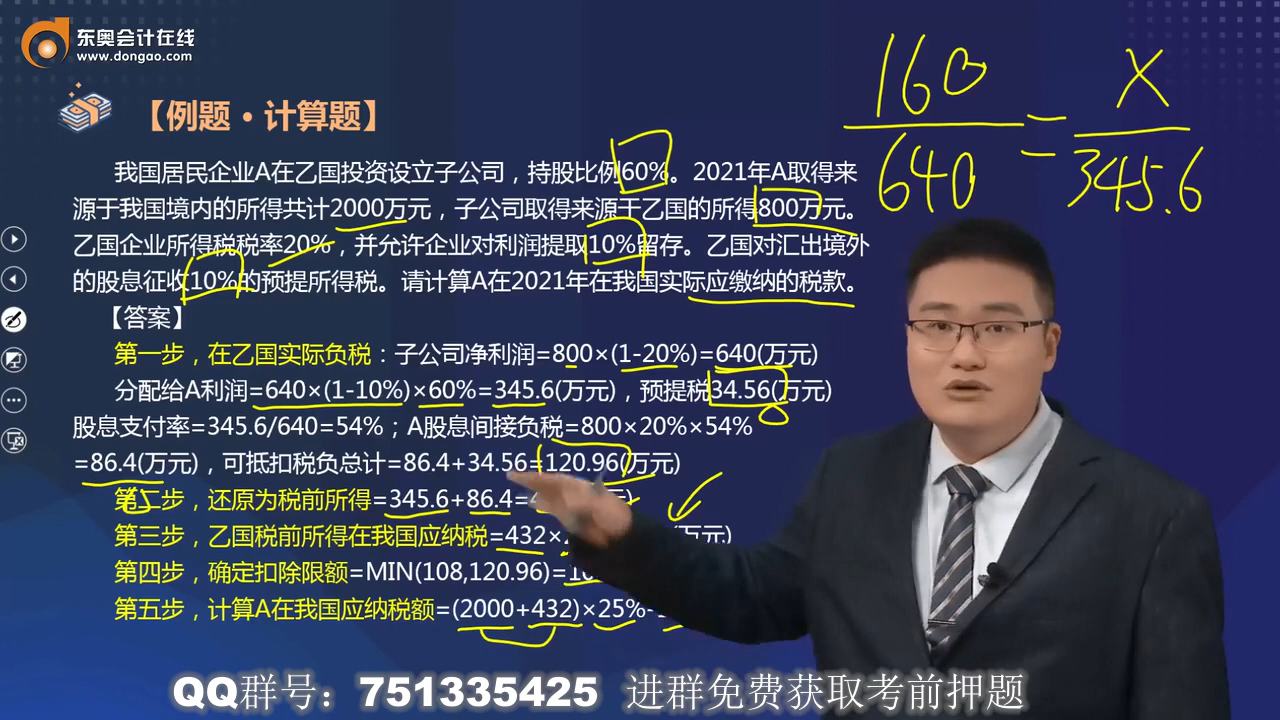 东奥会计在线
www.dongao.com
【例题·计算题】
160/640=X/345.6
我国居民企业A在乙国投资设立子公司，持股比例60%。2021年A取得来
源于我国境内的所得共计2000万元，子公司取得来源于乙国的所得800万元。
乙国企业所得税税率20%，并允许企业对利润提取10%留存。乙国对汇出境外
的股息征收10%的预提所得税。请计算A在2021年在我国实际应缴纳的税款。
【答案】
第一步，在乙国实际负税：子公司净利润=800×(1-20%)=640(万元)
分配给A利润=640×(1-10%)×60%=345.6(万元)，预提税34.56(万元)
股息支付率=345.6/640=54%；A股息间接负税=800×20%×54%
=86.4(万元)，可抵扣税负总计=86.4+34.56=120.96(万元)
第二步，还原为税前所得=345.6+86.4=
第三步，乙国税前所得在我国应纳税=432× (万元)
第四步，确定扣除限额=MIN(108,120.96)=
第五步，计算A在我国应纳税额=(2000+432)×25%-
QQ群号：751335425 进群免费获取考前押题